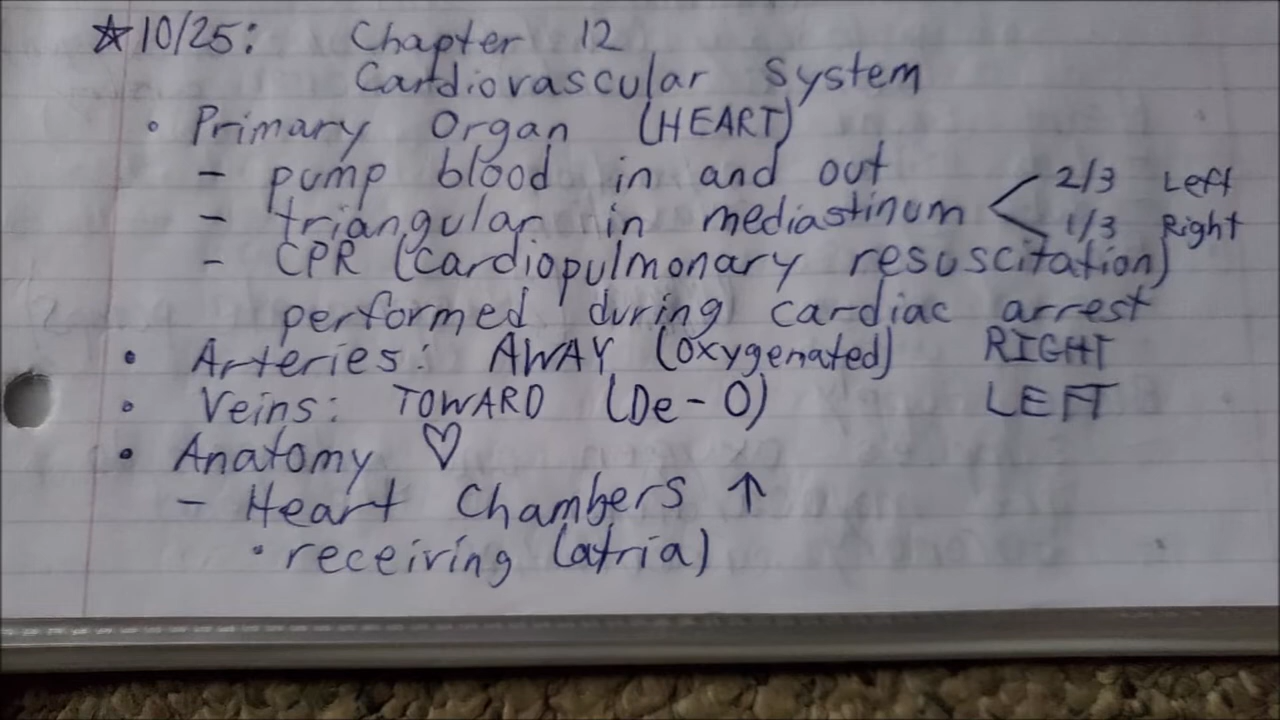 ☆10/25: Chapter 12
Cardiovascular System
• Primary Organ (HEART)
- pump blood in and out
- triangular in mediastinum < 2/3 Left
1/3 Right
- CPR (cardiopulmonary resuscitation)
performed during cardiac arrest
• Arteries: AWAY (oxygenated) RIGHT
• Veins: TOWARD (De-O) LEFT
• Anatomy ♡
- Heart Chambers ↑
• receiving (atria)